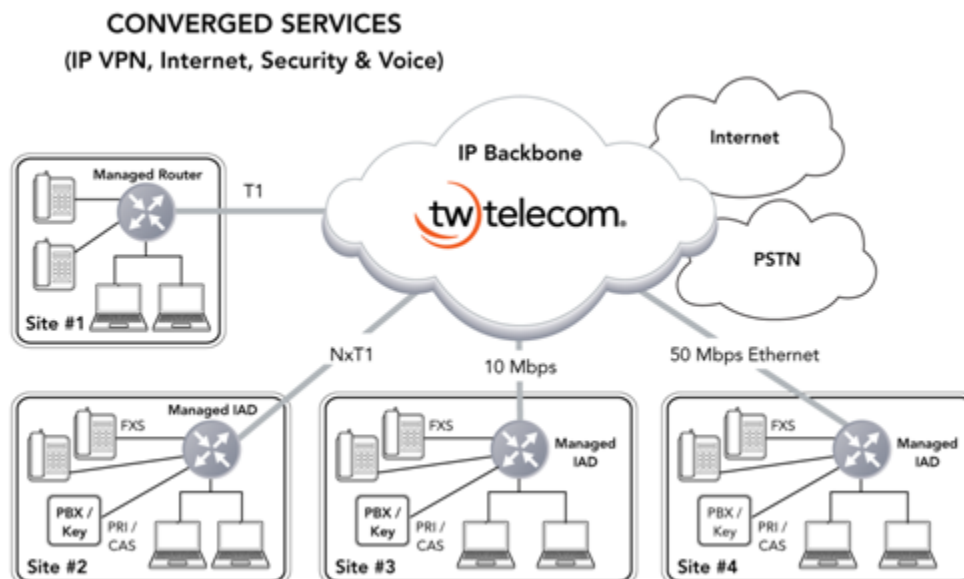 CONVERGED SERVICES
(IP VPN, Internet, Security & Voice)
Internet
IP Backbone
tw telecom.
PSTN
Managed Router
T1
Site #1
NxT1
10 Mbps
50 Mbps Ethernet
Managed IAD
FXS
PBX /
Key
PRI /
CAS
Site #2
FXS
Managed
IAD
PBX /
Key
PRI /
CAS
Site #3
FXS
Managed
IAD
PBX /
Key
PRI /
CAS
Site #4